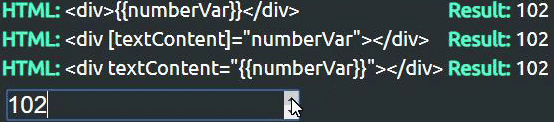 HTML: <div>{{numberVar}}</div> Result: 102
HTML: <div [textContent]="numberVar"></div> Result: 102
HTML: <div textContent="{{numberVar}}"></div> Result: 102
102